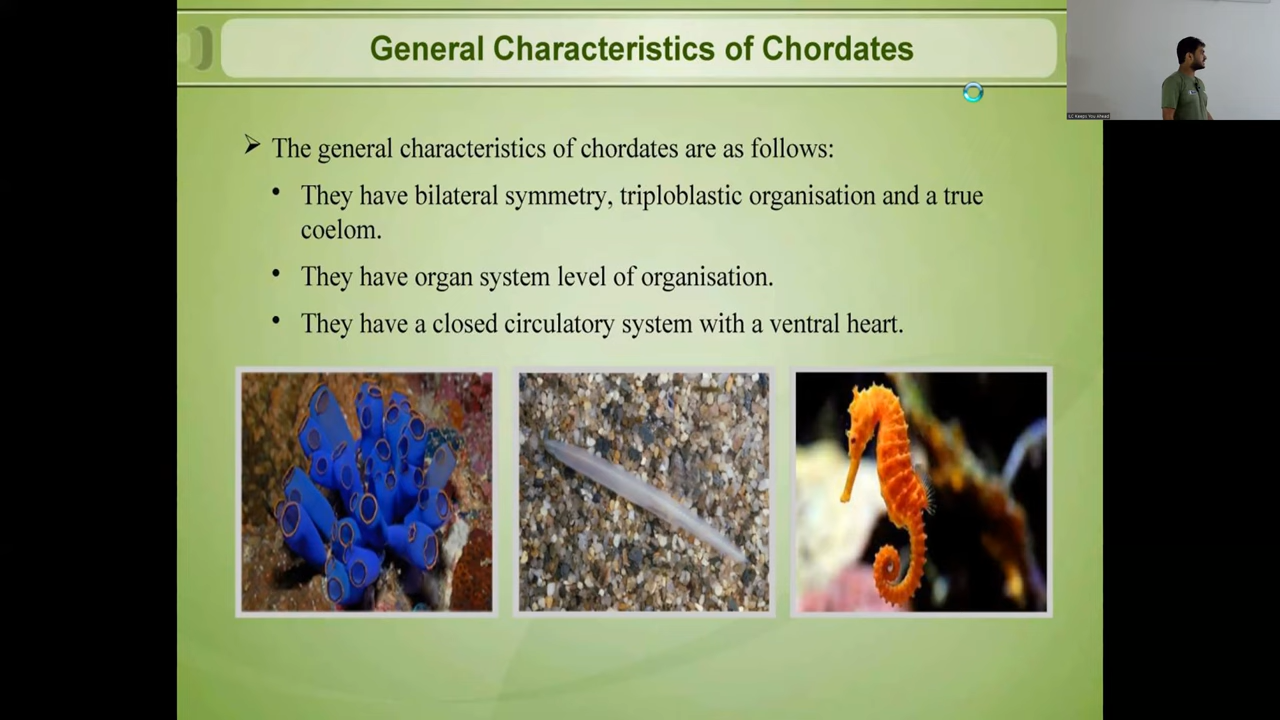 General Characteristics of Chordates
The general characteristics of chordates are as follows:
They have bilateral symmetry, triploblastic organisation and a true
coelom.
They have organ system level of organisation.
They have a closed circulatory system with a ventral heart.